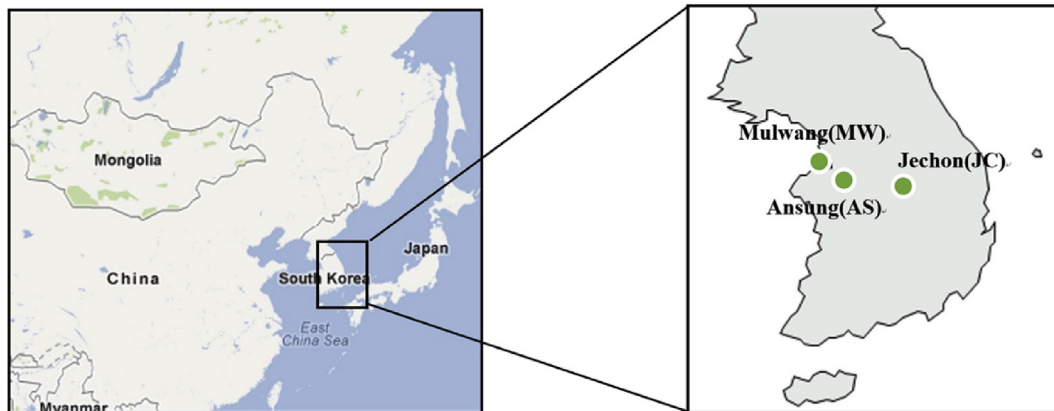 Mongolia
China
South Korea
Japan
East
China Sea
Myanmar
Mulwang(MW)
Jechon(JC)
Ansung(AS)